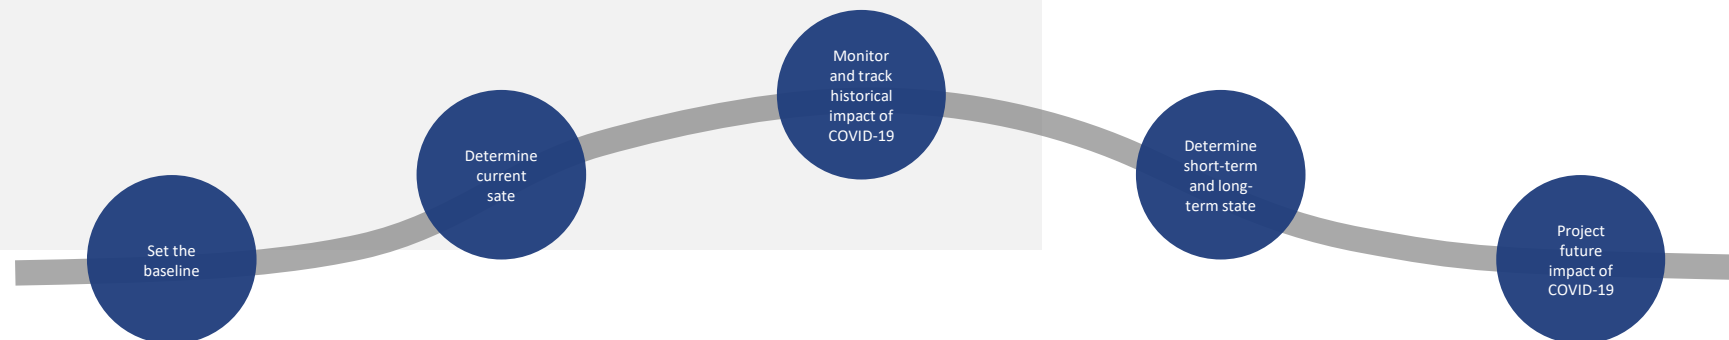 Set the
baseline
Determine
current
sate
Monitor
and track
historical
impact of
COVID-19
Determine
short-term
and long-
term state
Project
future
impact of
COVID-19